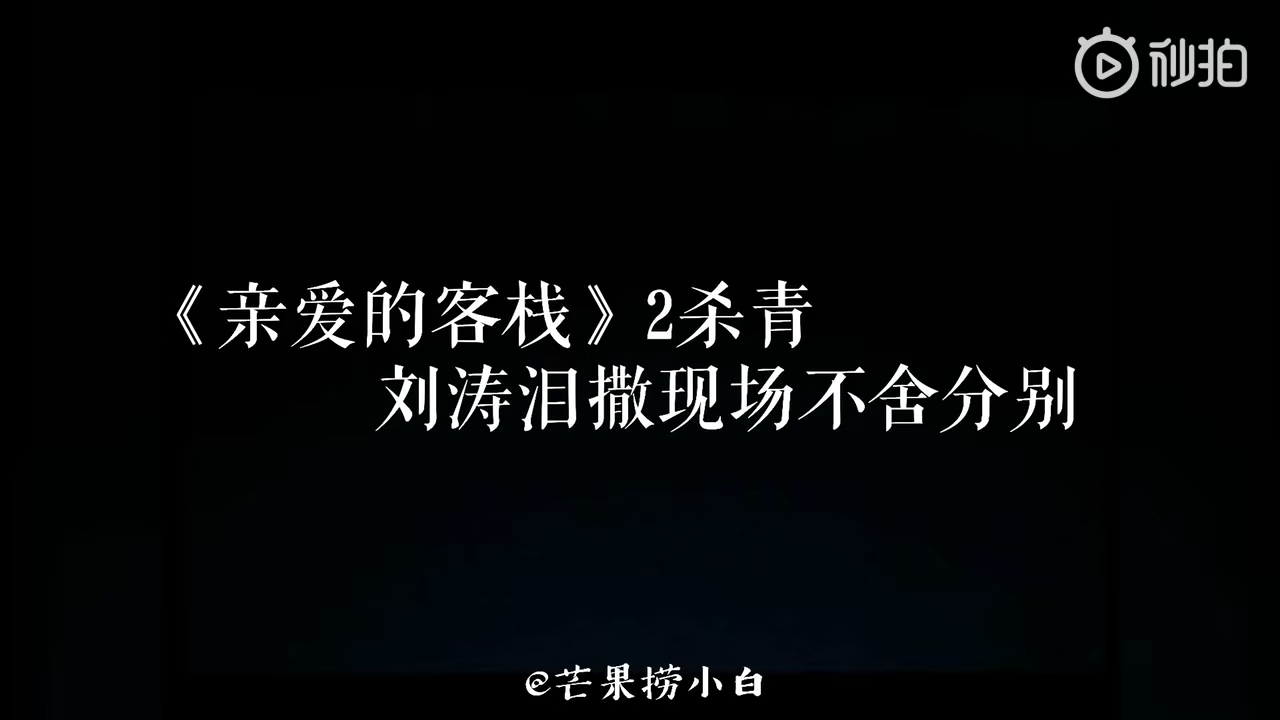 秒拍
《亲爱的客栈》2杀青
刘涛泪撒现场不舍分别
@芒果捞小白